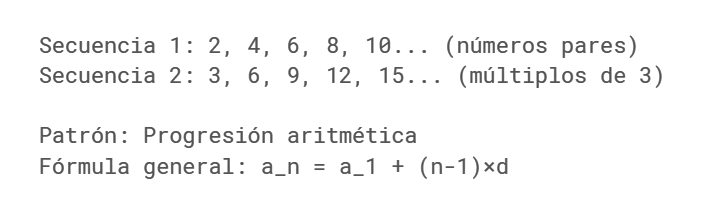 Secuencia 1: 2, 4, 6, 8, 10... (números pares)
Secuencia 2: 3, 6, 9, 12, 15... (múltiplos de 3)
Patrón: Progresión aritmética
Fórmula general: a_n = a_1 + (n-1)×d